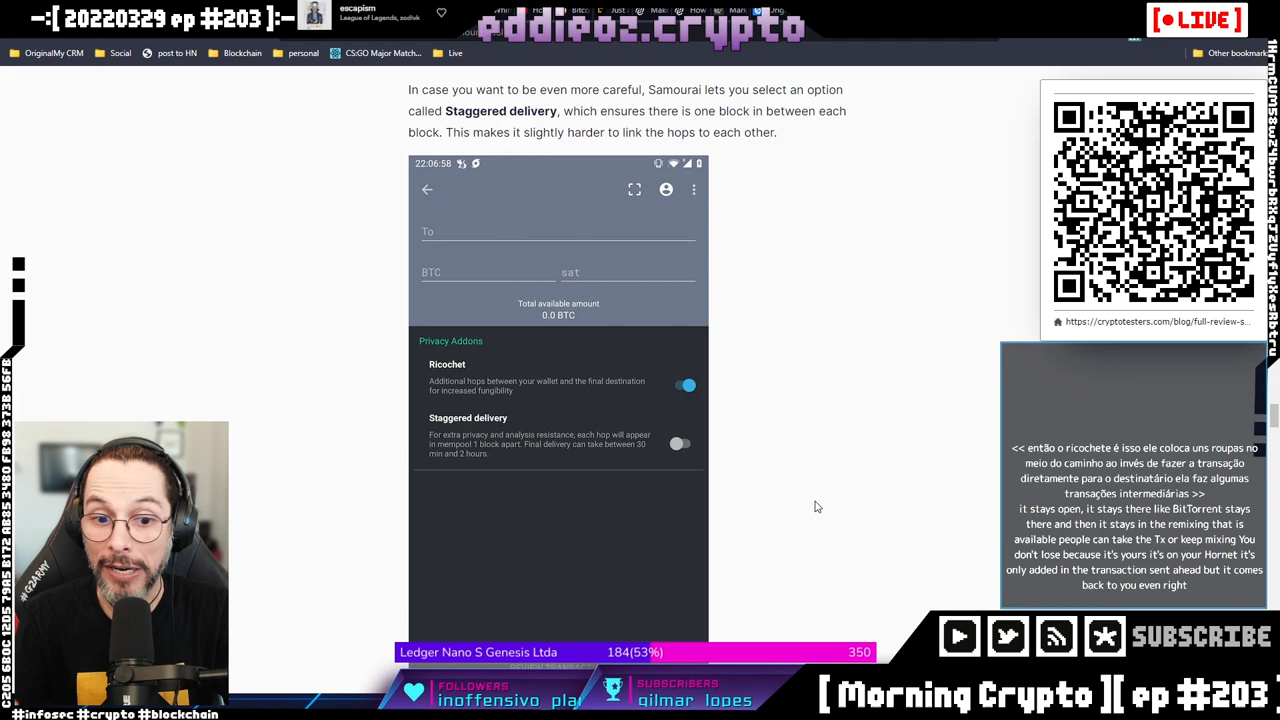 -:[ 20220329 ep #203 ]:-
escapism
League of Legends, zodivk
addieoz.crypto
[● LIVE]
OriginalMy CRM
Social
post to HN
Blockchain
personal
CS:GO Major Match...
Live
Other bookmark
In case you want to be even more careful, Samourai lets you select an option
called Staggered delivery, which ensures there is one block in between each
block. This makes it slightly harder to link the hops to each other.
22:06:58
To
BTC
sat
Total available amount
0.0 BTC
Privacy Addons
Ricochet
Additional hops between your wallet and the final destination
for increased fungibility
Staggered delivery
For extra privacy and analysis resistance, each hop will appear
in mempool 1 block apart. Final delivery can take between 30
min and 2 hours.
https://cryptotesters.com/blog/full-review-s...
<< então o ricochete é isso ele coloca uns roupas no
meio do caminho ao invés de fazer a transação
diretamente para o destinatário ela faz algumas
transações intermediárias >>
it stays open, it stays there like BitTorrent stays
there and then it stays in the remixing that is
available people can take the Tx or keep mixing You
don't lose because it's yours it's on your Hornet it's
only added in the transaction sent ahead but it comes
back to you even right
#G2ARMY
Ledger Nano S Genesis Ltda
184(53%)
350
FOLLOWERS
inoffensivo_pla
SUBSCRIBERS
gilmar_lopes
SUBSCRIBE
[ Morning Crypto ][ ep #203 ]
#infosec #crypto #blockchain